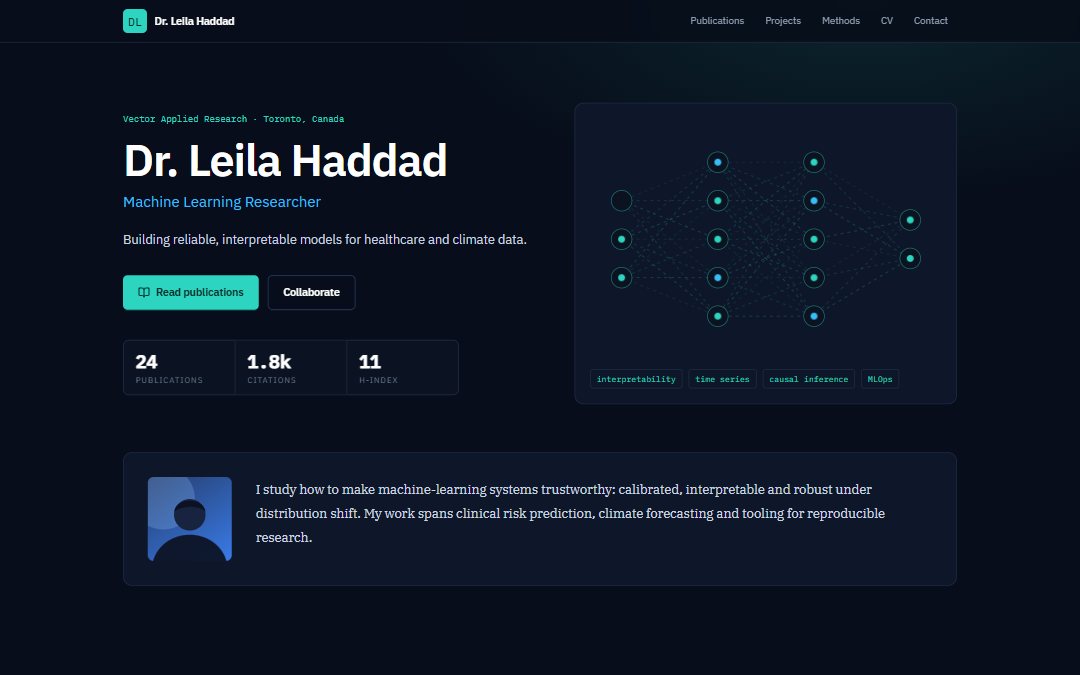 DL Dr. Leila Haddad
Publications Projects Methods CV Contact
Vector Applied Research · Toronto, Canada
Dr. Leila Haddad
Machine Learning Researcher
Building reliable, interpretable models for healthcare and climate data.
Read publications Collaborate
24 1.8k 11
PUBLICATIONS CITATIONS H-INDEX
interpretability time series causal inference MLOps
I study how to make machine-learning systems trustworthy: calibrated, interpretable and robust under
distribution shift. My work spans clinical risk prediction, climate forecasting and tooling for reproducible
research.